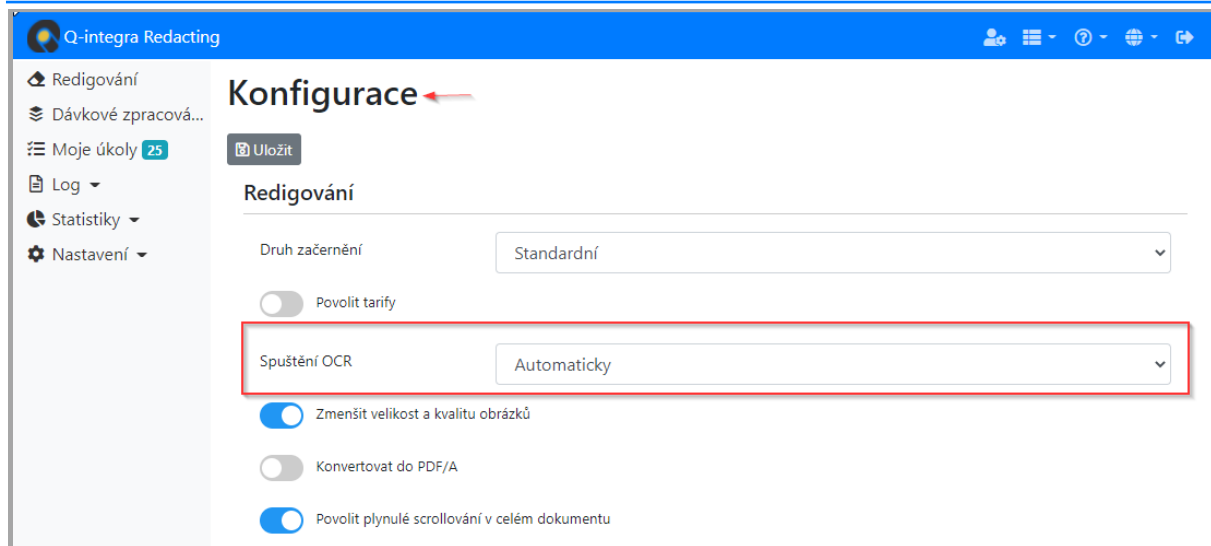 Q-integra Redacting
Redigování
Dávkové zpracová...
Moje úkoly 25
Log
Statistiky
Nastavení
Konfigurace
Uložit
Redigování
Druh začernění
Standardní
Povolit tarify
Spuštění OCR
Automaticky
Zmenšit velikost a kvalitu obrázků
Konvertovat do PDF/A
Povolit plynulé scrollování v celém dokumentu